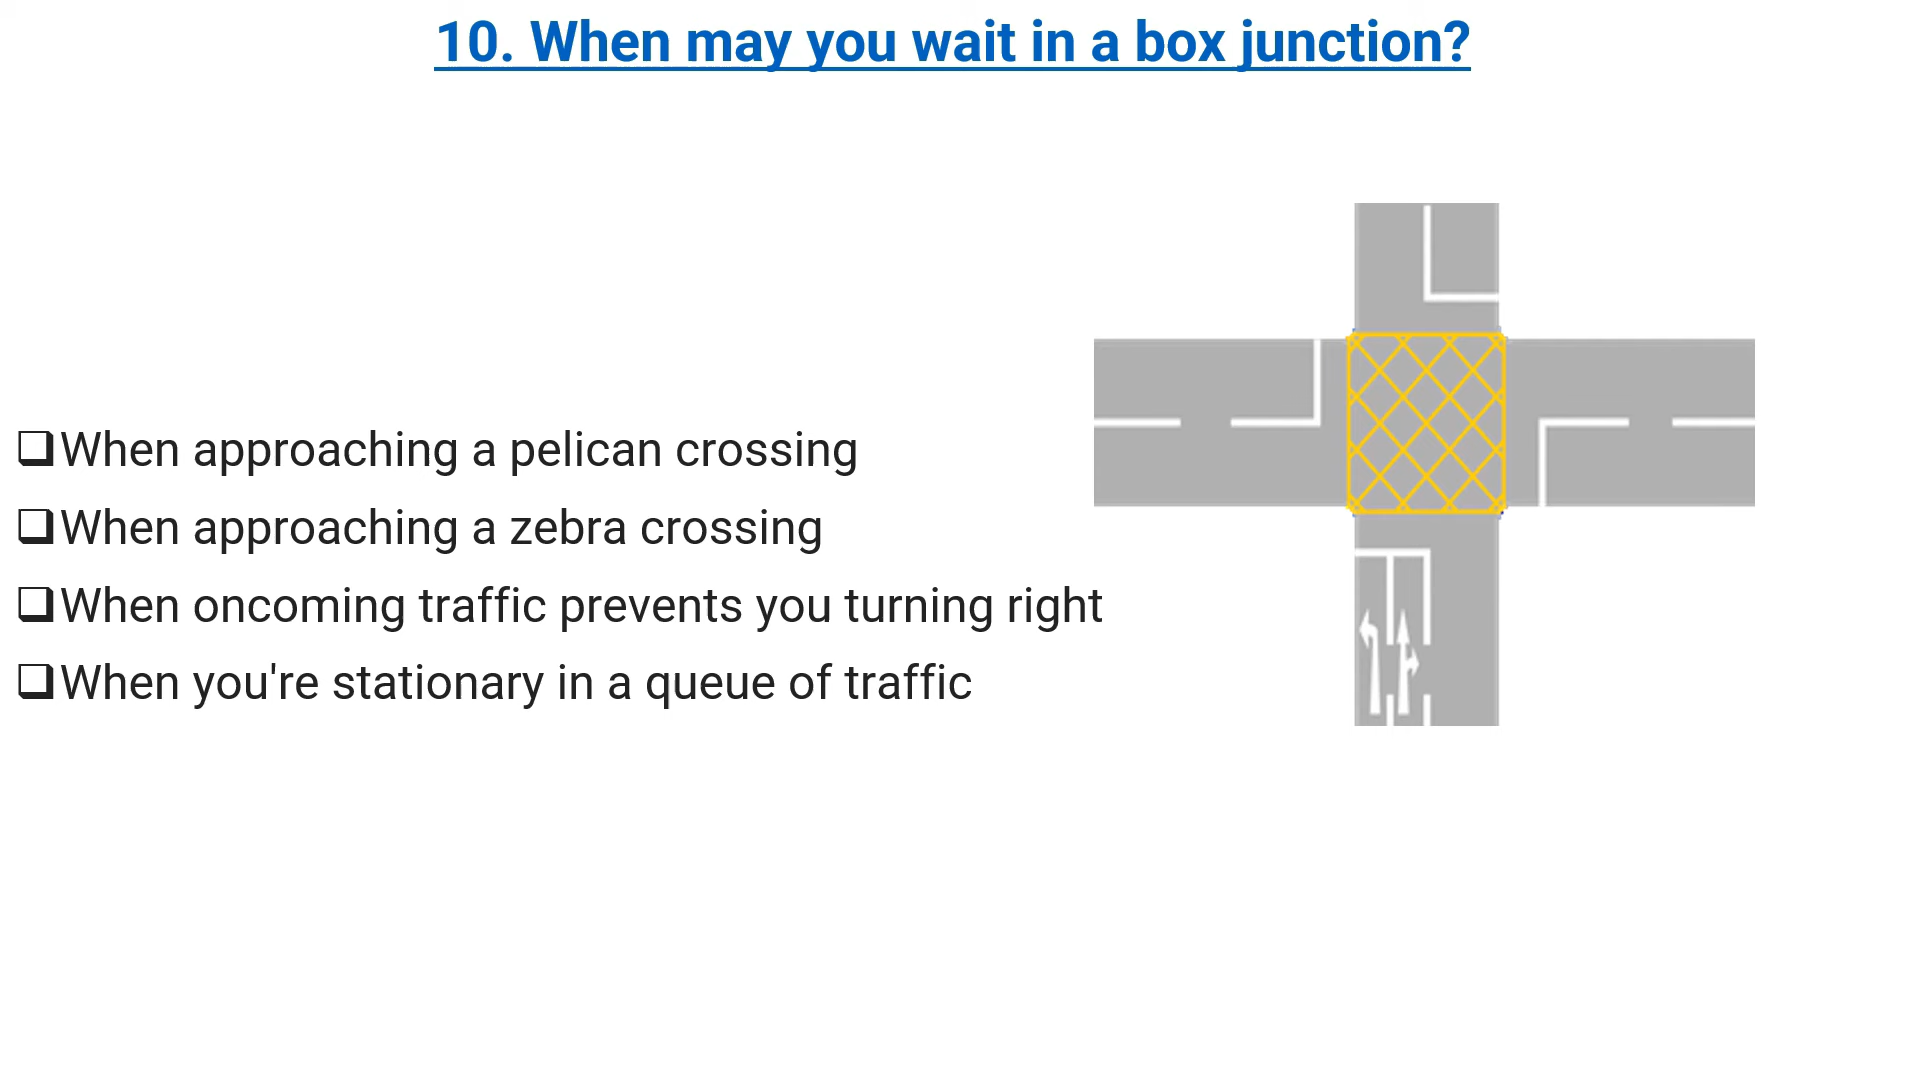 10. When may you wait in a box junction?
❑When approaching a pelican crossing
❑When approaching a zebra crossing
❑When oncoming traffic prevents you turning right
❑When you're stationary in a queue of traffic